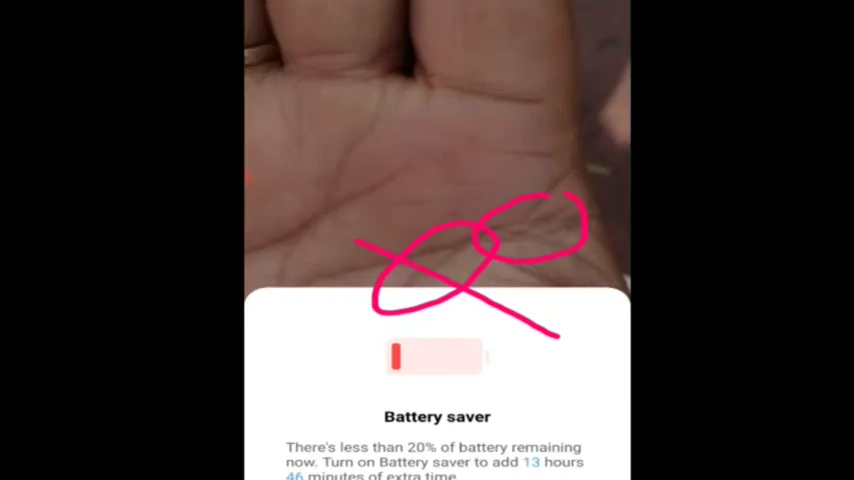 Battery saver
There's less than 20% of battery remaining
now. Turn on Battery saver to add 13 hours
46 minutes of extra time